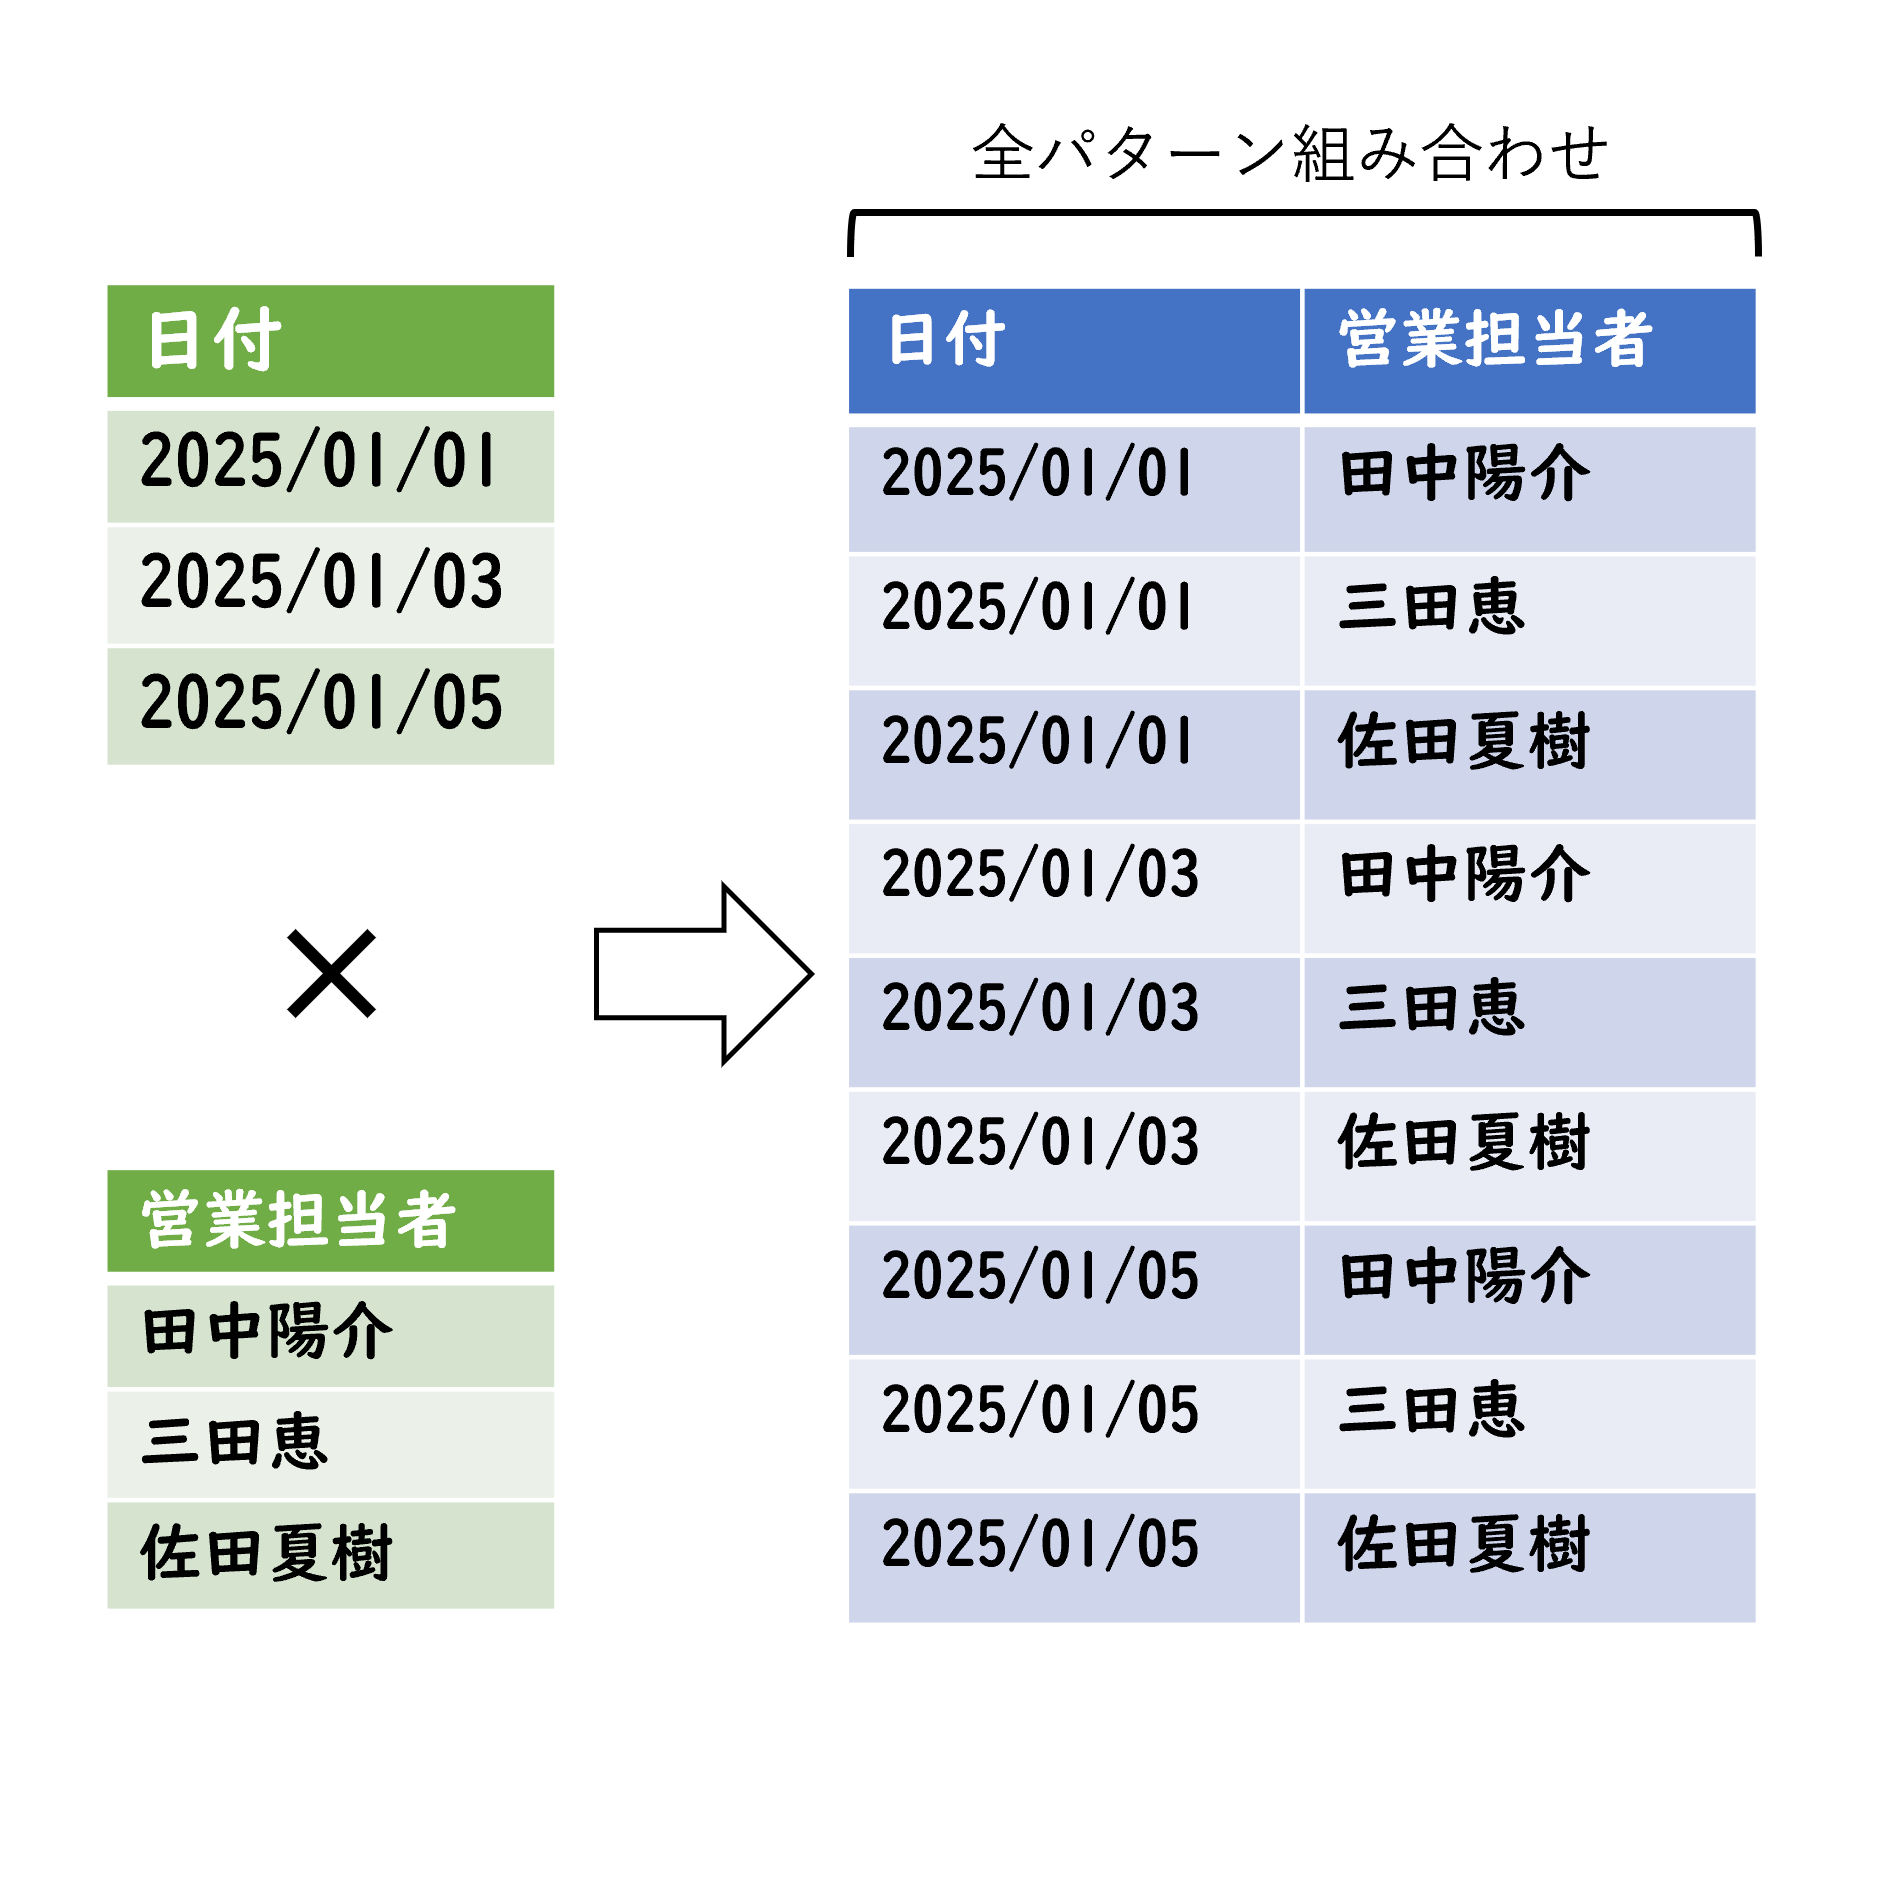 全パターン組み合わせ
日付
2025/01/01
2025/01/03
2025/01/05
×
営業担当者
田中陽介
三田恵
佐田夏樹
日付 営業担当者
2025/01/01 田中陽介
2025/01/01 三田恵
2025/01/01 佐田夏樹
2025/01/03 田中陽介
2025/01/03 三田恵
2025/01/03 佐田夏樹
2025/01/05 田中陽介
2025/01/05 三田恵
2025/01/05 佐田夏樹